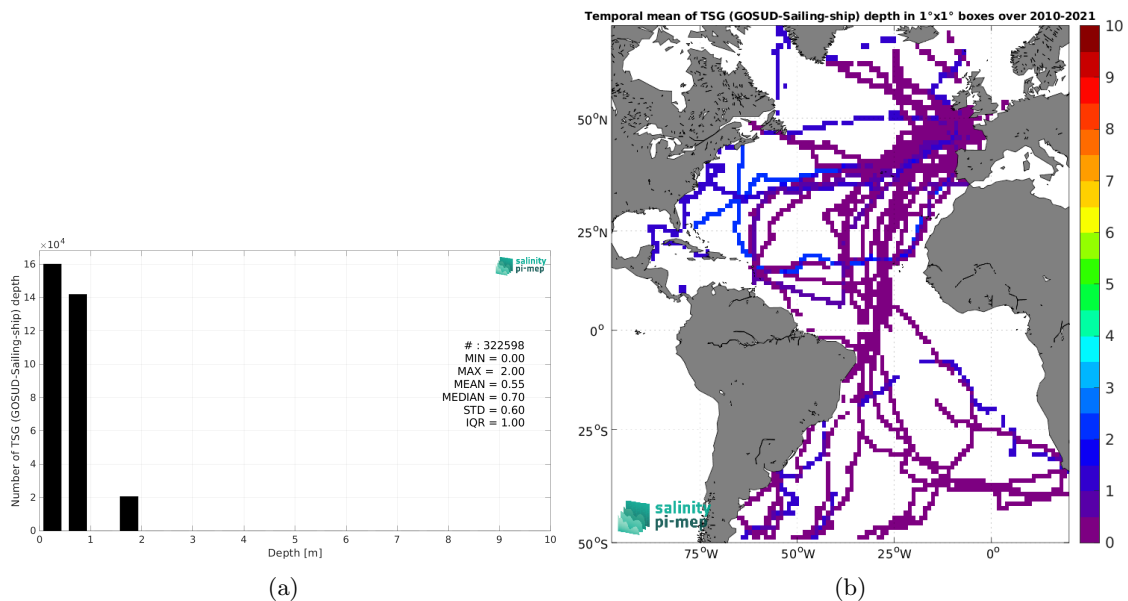 Temporal mean of TSG (GOSUD-Sailing-ship) depth in 1°x1° boxes over 2010-2021
×10⁴
16
14
12
10
8
6
4
2
0
Number of TSG (GOSUD-Sailing-ship) depth
salinity
pi-mep
# : 322598
MIN = 0.00
MAX = 2.00
MEAN = 0.55
MEDIAN = 0.70
STD = 0.60
IQR = 1.00
0 1 2 3 4 5 6 7 8 9 10
Depth [m]
(a)
50°N
25°N
0°
25°S
50°S
salinity
pi-mep
75°W 50°W 25°W 0°
10
9
8
7
6
5
4
3
2
1
0
(b)